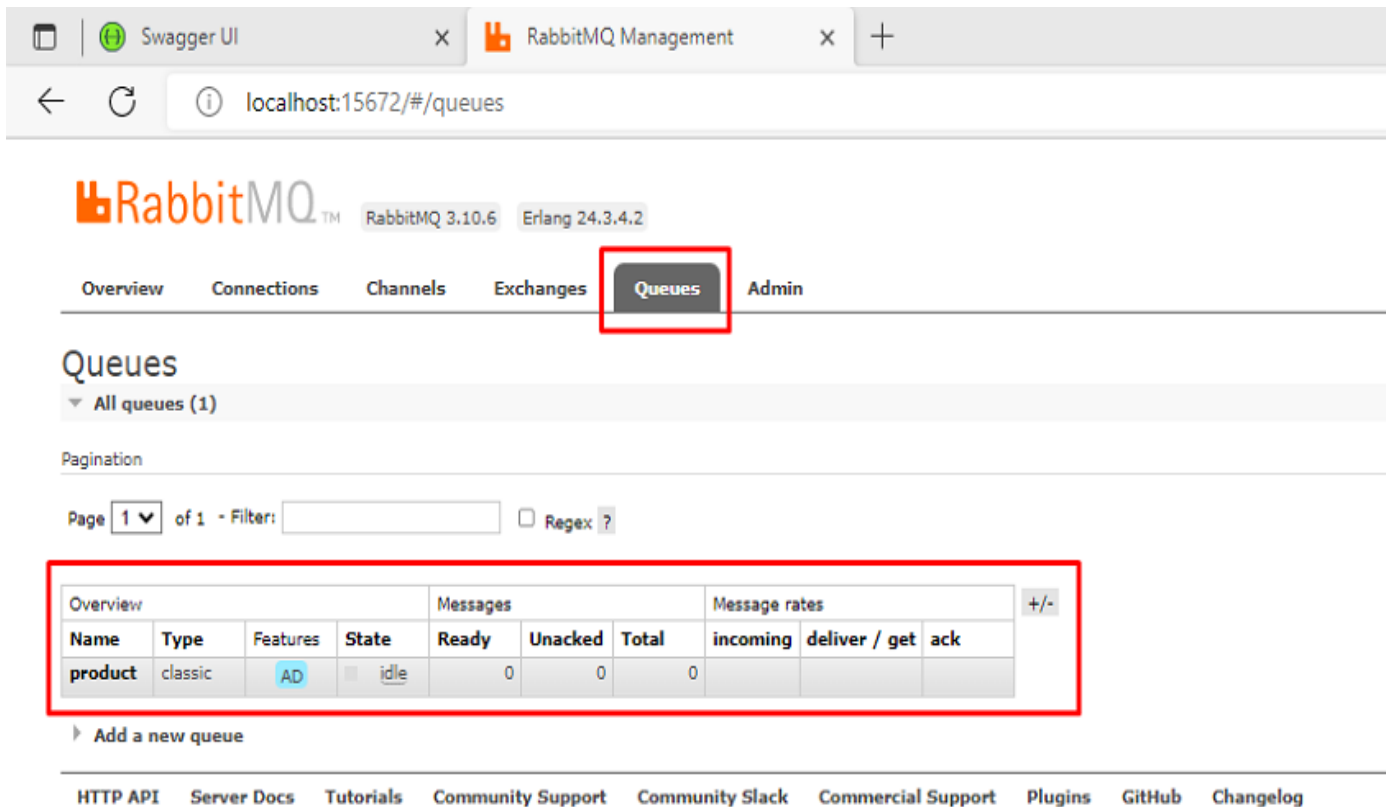 Swagger UI RabbitMQ Management
localhost:15672/#/queues
RabbitMQ TM RabbitMQ 3.10.6 Erlang 24.3.4.2
Overview Connections Channels Exchanges Queues Admin
Queues
All queues (1)
Pagination
Page 1 of 1 - Filter: Regex ?
Overview Messages Message rates +/-
Name Type Features State Ready Unacked Total incoming deliver / get ack
product classic AD idle 0 0 0
Add a new queue
HTTP API Server Docs Tutorials Community Support Community Slack Commercial Support Plugins GitHub Changelog